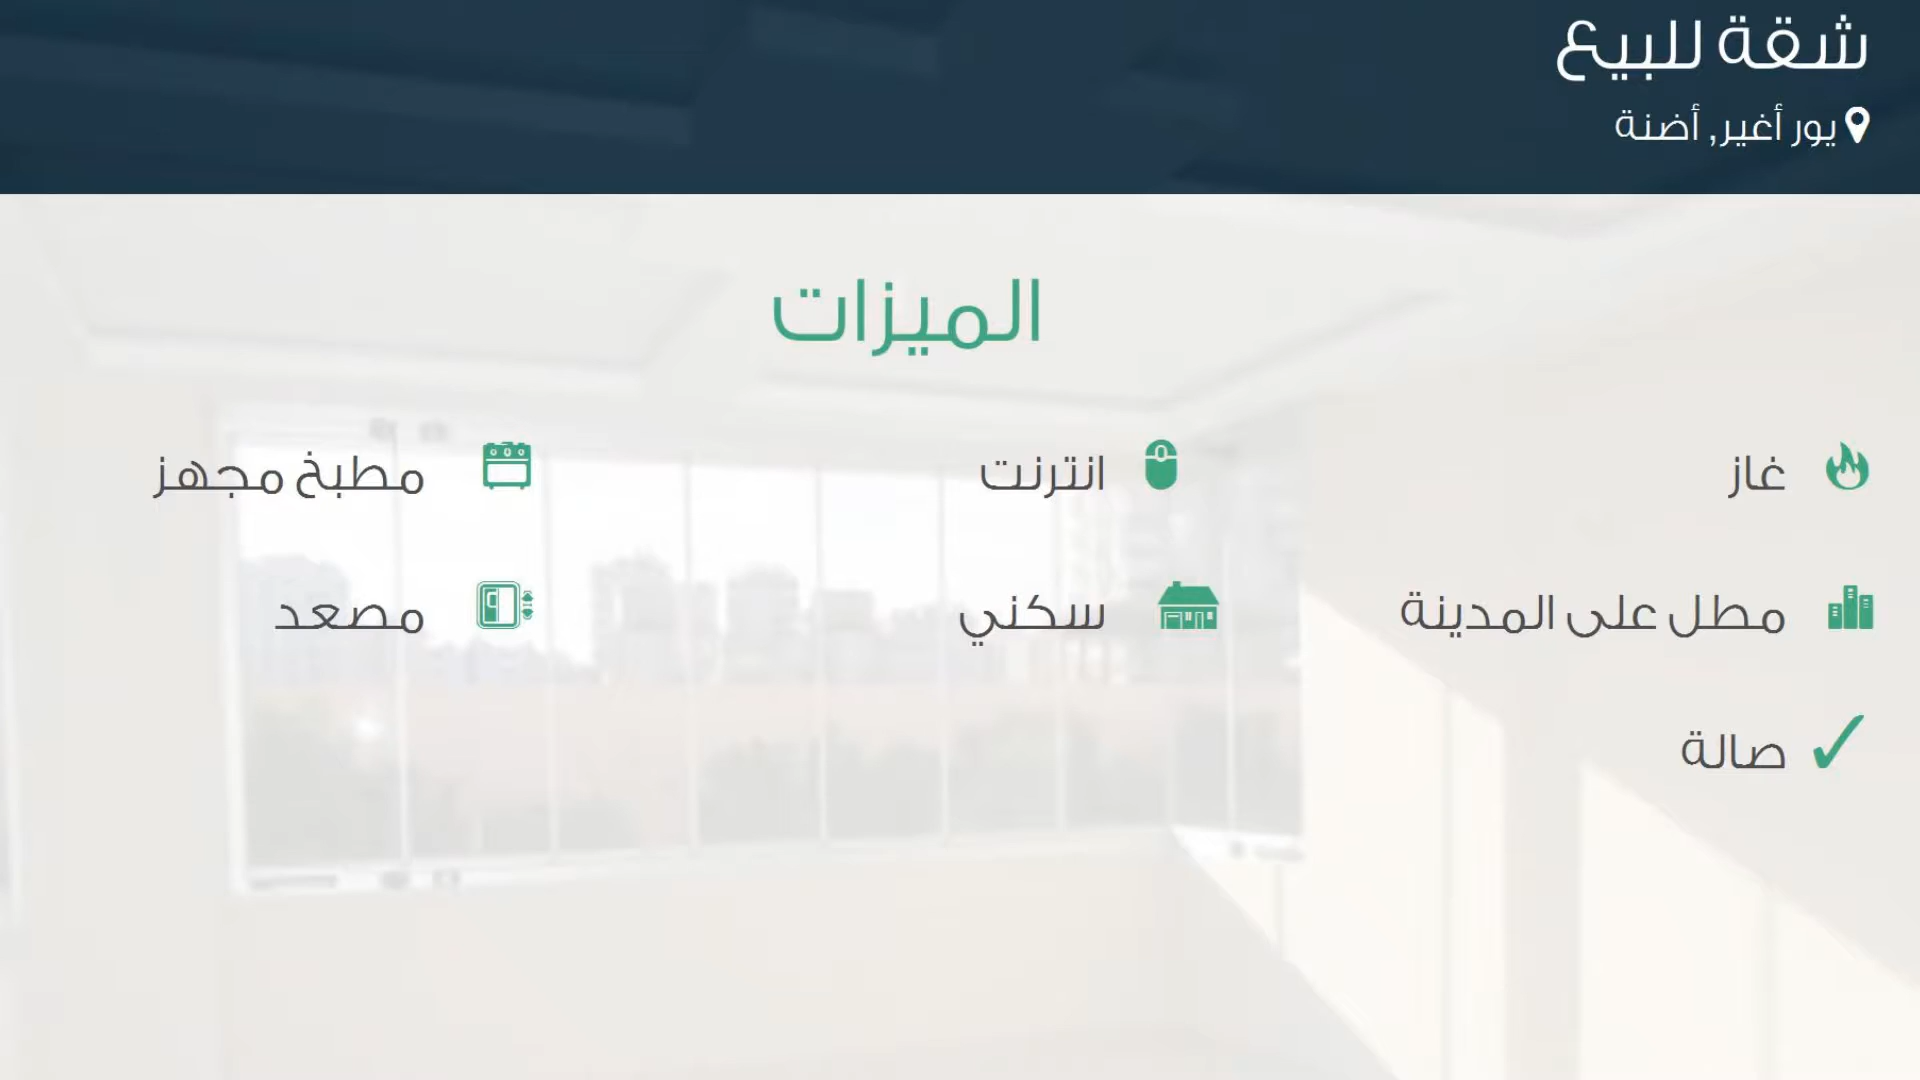 شقة للبيع
يور أغير, أضنة
الميزات
غاز
انترنت
مطبخ مجهز
مطل على المدينة
سكني
مصعد
صالة